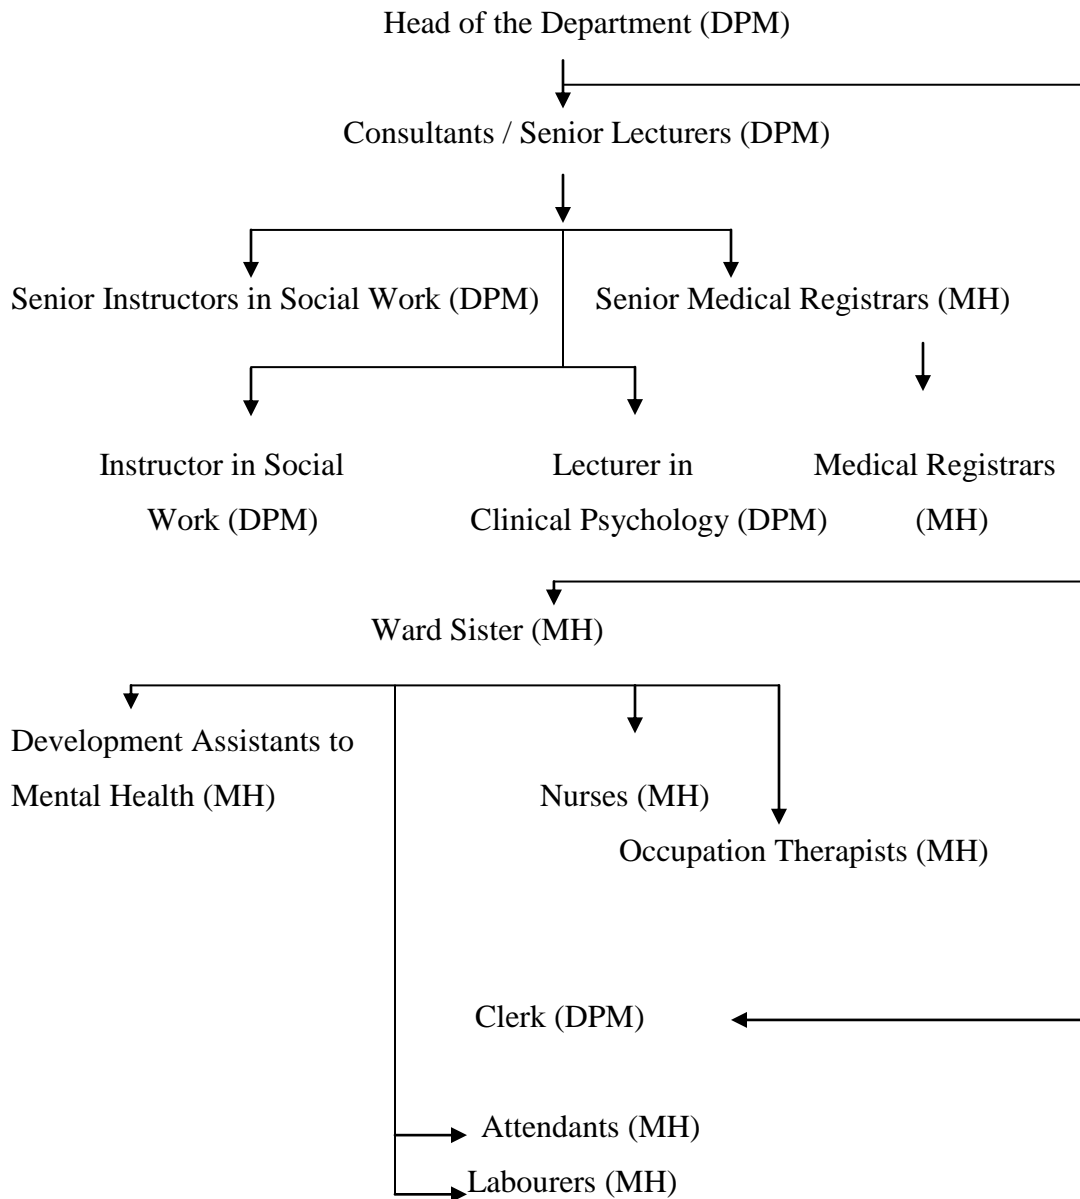 Head of the Department (DPM)
Consultants / Senior Lecturers (DPM)
Senior Instructors in Social Work (DPM)
Senior Medical Registrars (MH)
Instructor in Social
Work (DPM)
Lecturer in
Clinical Psychology (DPM)
Medical Registrars
(MH)
Ward Sister (MH)
Development Assistants to
Mental Health (MH)
Nurses (MH)
Occupation Therapists (MH)
Clerk (DPM)
Attendants (MH)
Labourers (MH)